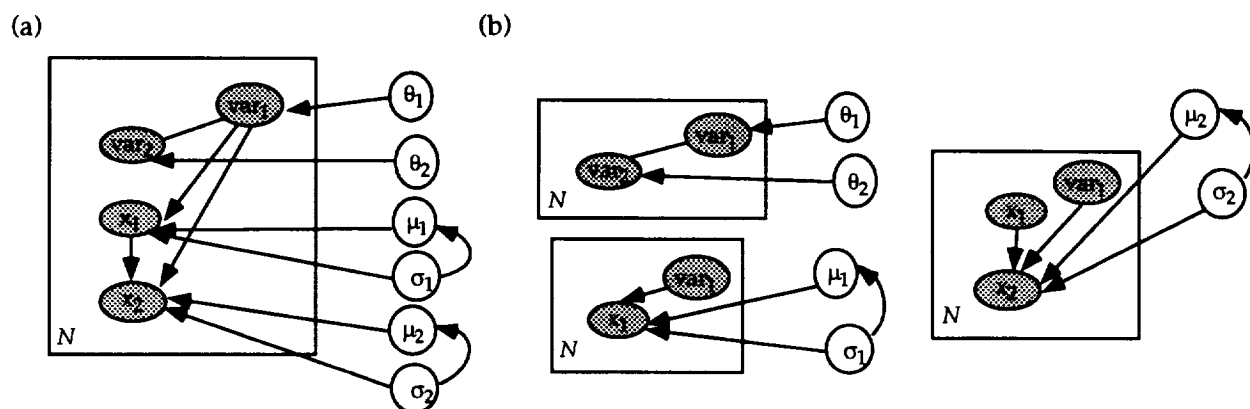 (a)
var₁
θ₁
var₂
θ₂
x₁
μ₁
σ₁
x₂
μ₂
N
σ₂
(b)
var₁
θ₁
var₂
θ₂
N
var₁
μ₁
x₁
N
σ₁
μ₂
var₁
σ₂
x₁
x₂
N